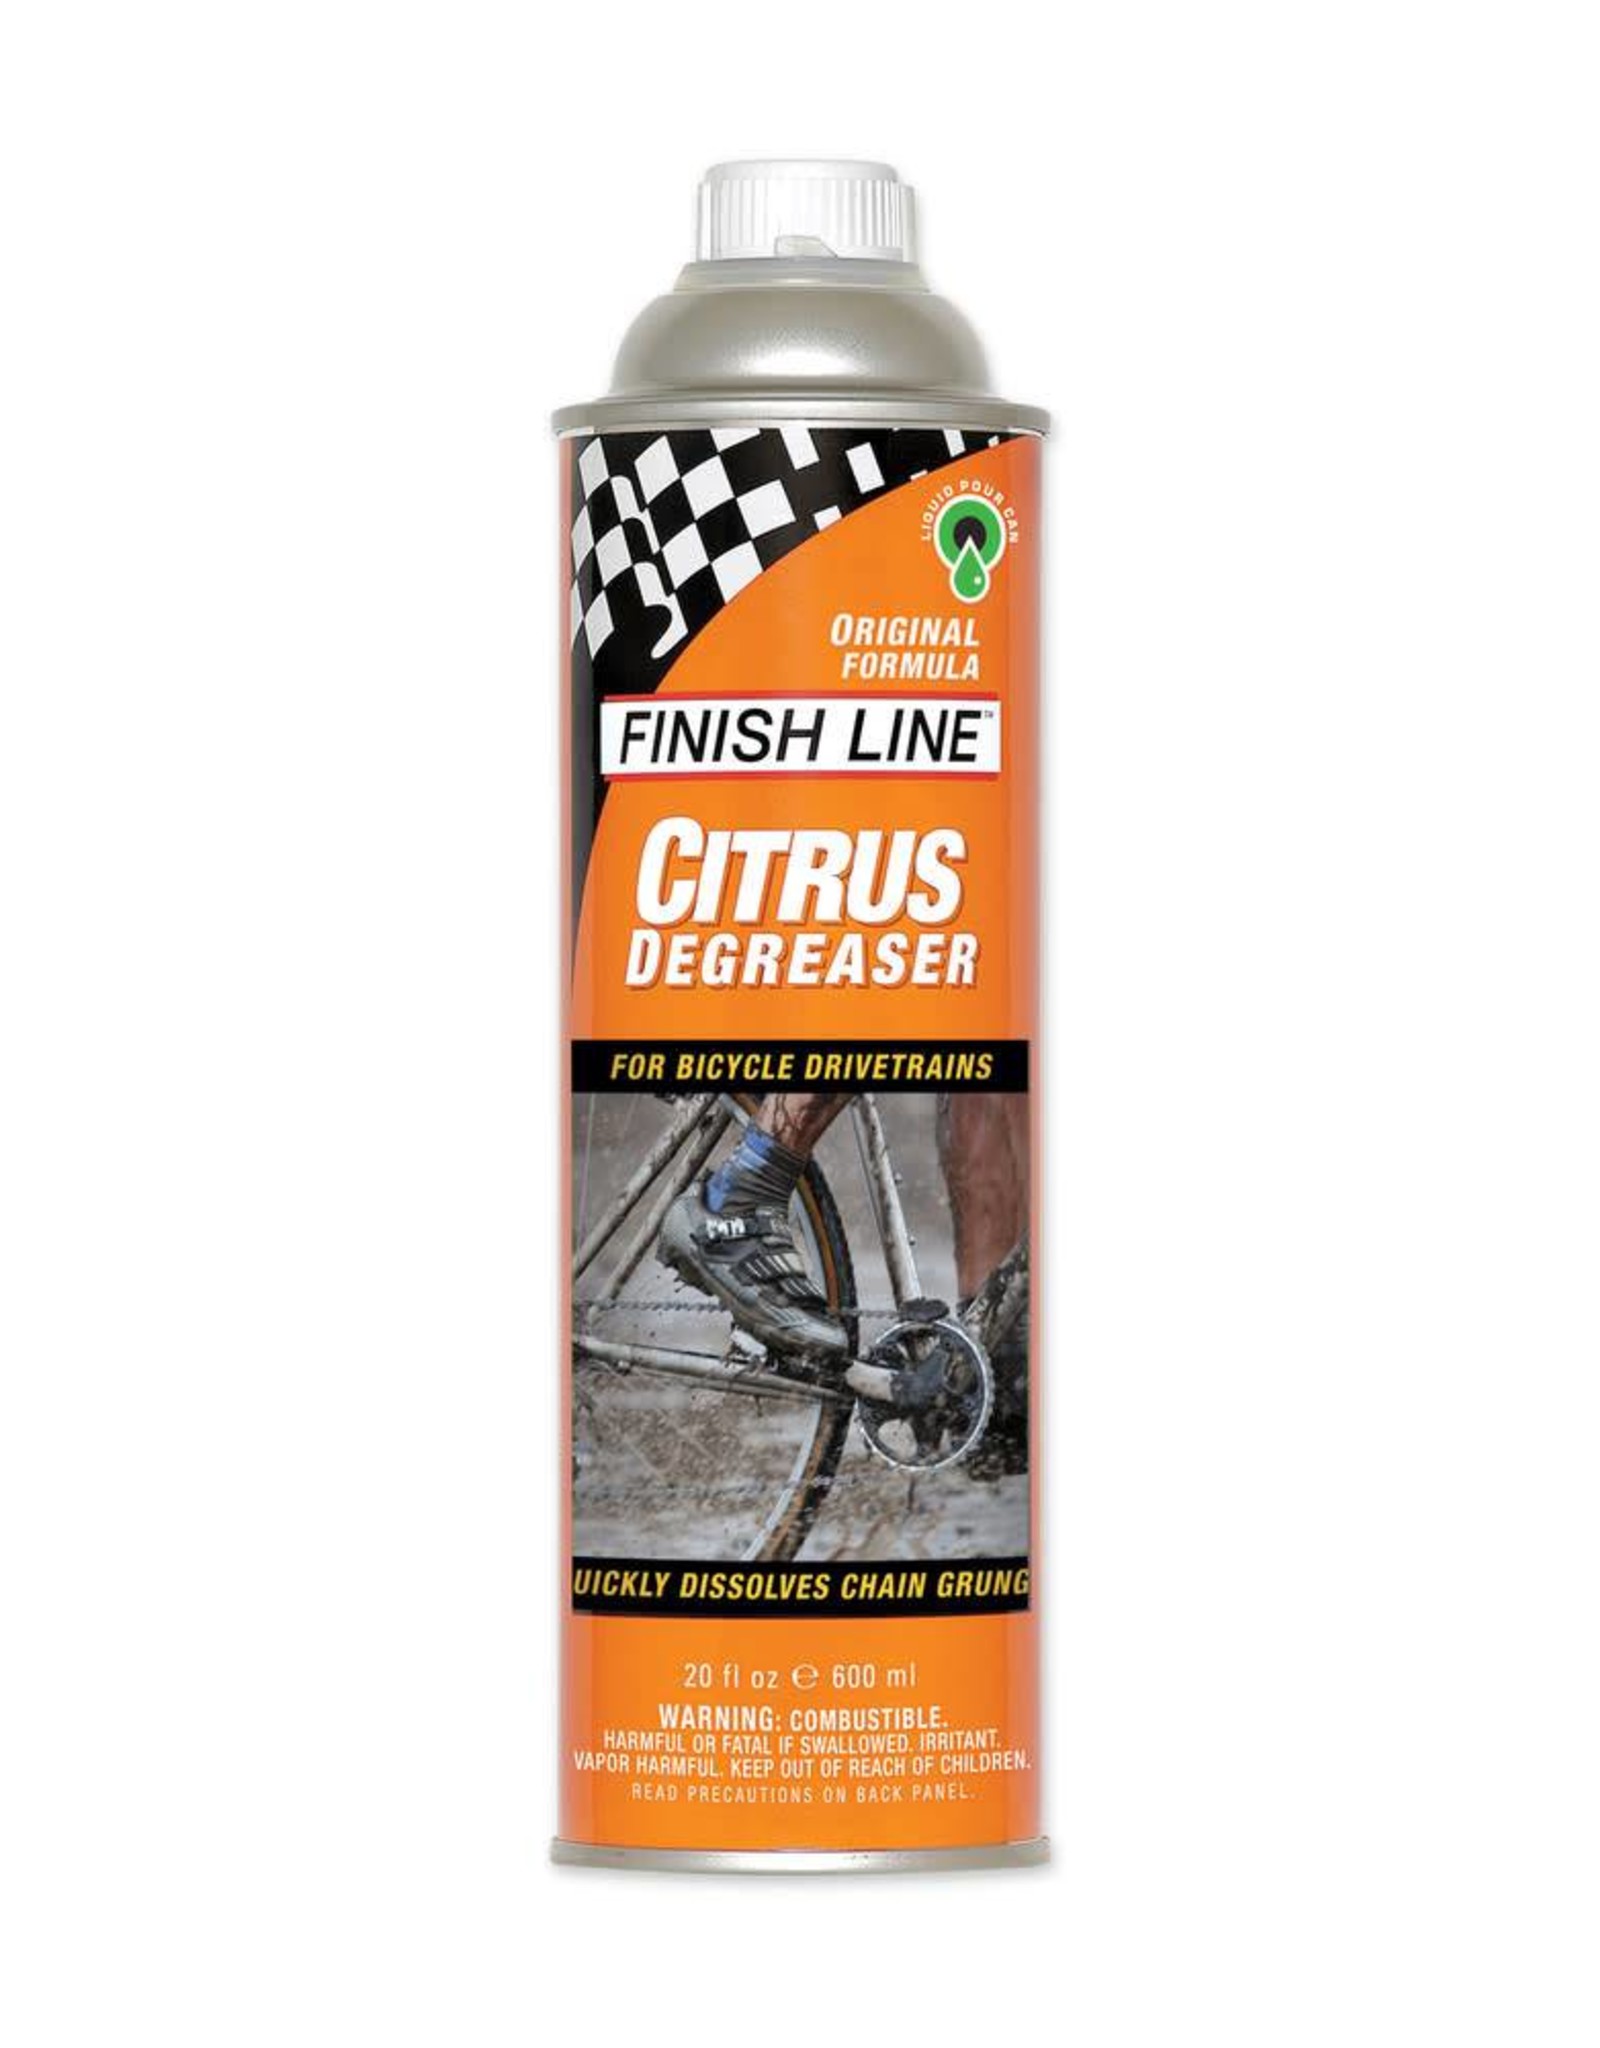 LIQUID POUR CAN
ORIGINAL
FORMULA
FINISH LINE™
CITRUS
DEGREASER
FOR BICYCLE DRIVETRAINS
UICKLY DISSOLVES CHAIN GRUNG
20 fl oz ℮ 600 ml
WARNING: COMBUSTIBLE.
HARMFUL OR FATAL IF SWALLOWED. IRRITANT.
VAPOR HARMFUL. KEEP OUT OF REACH OF CHILDREN.
READ PRECAUTIONS ON BACK PANEL.